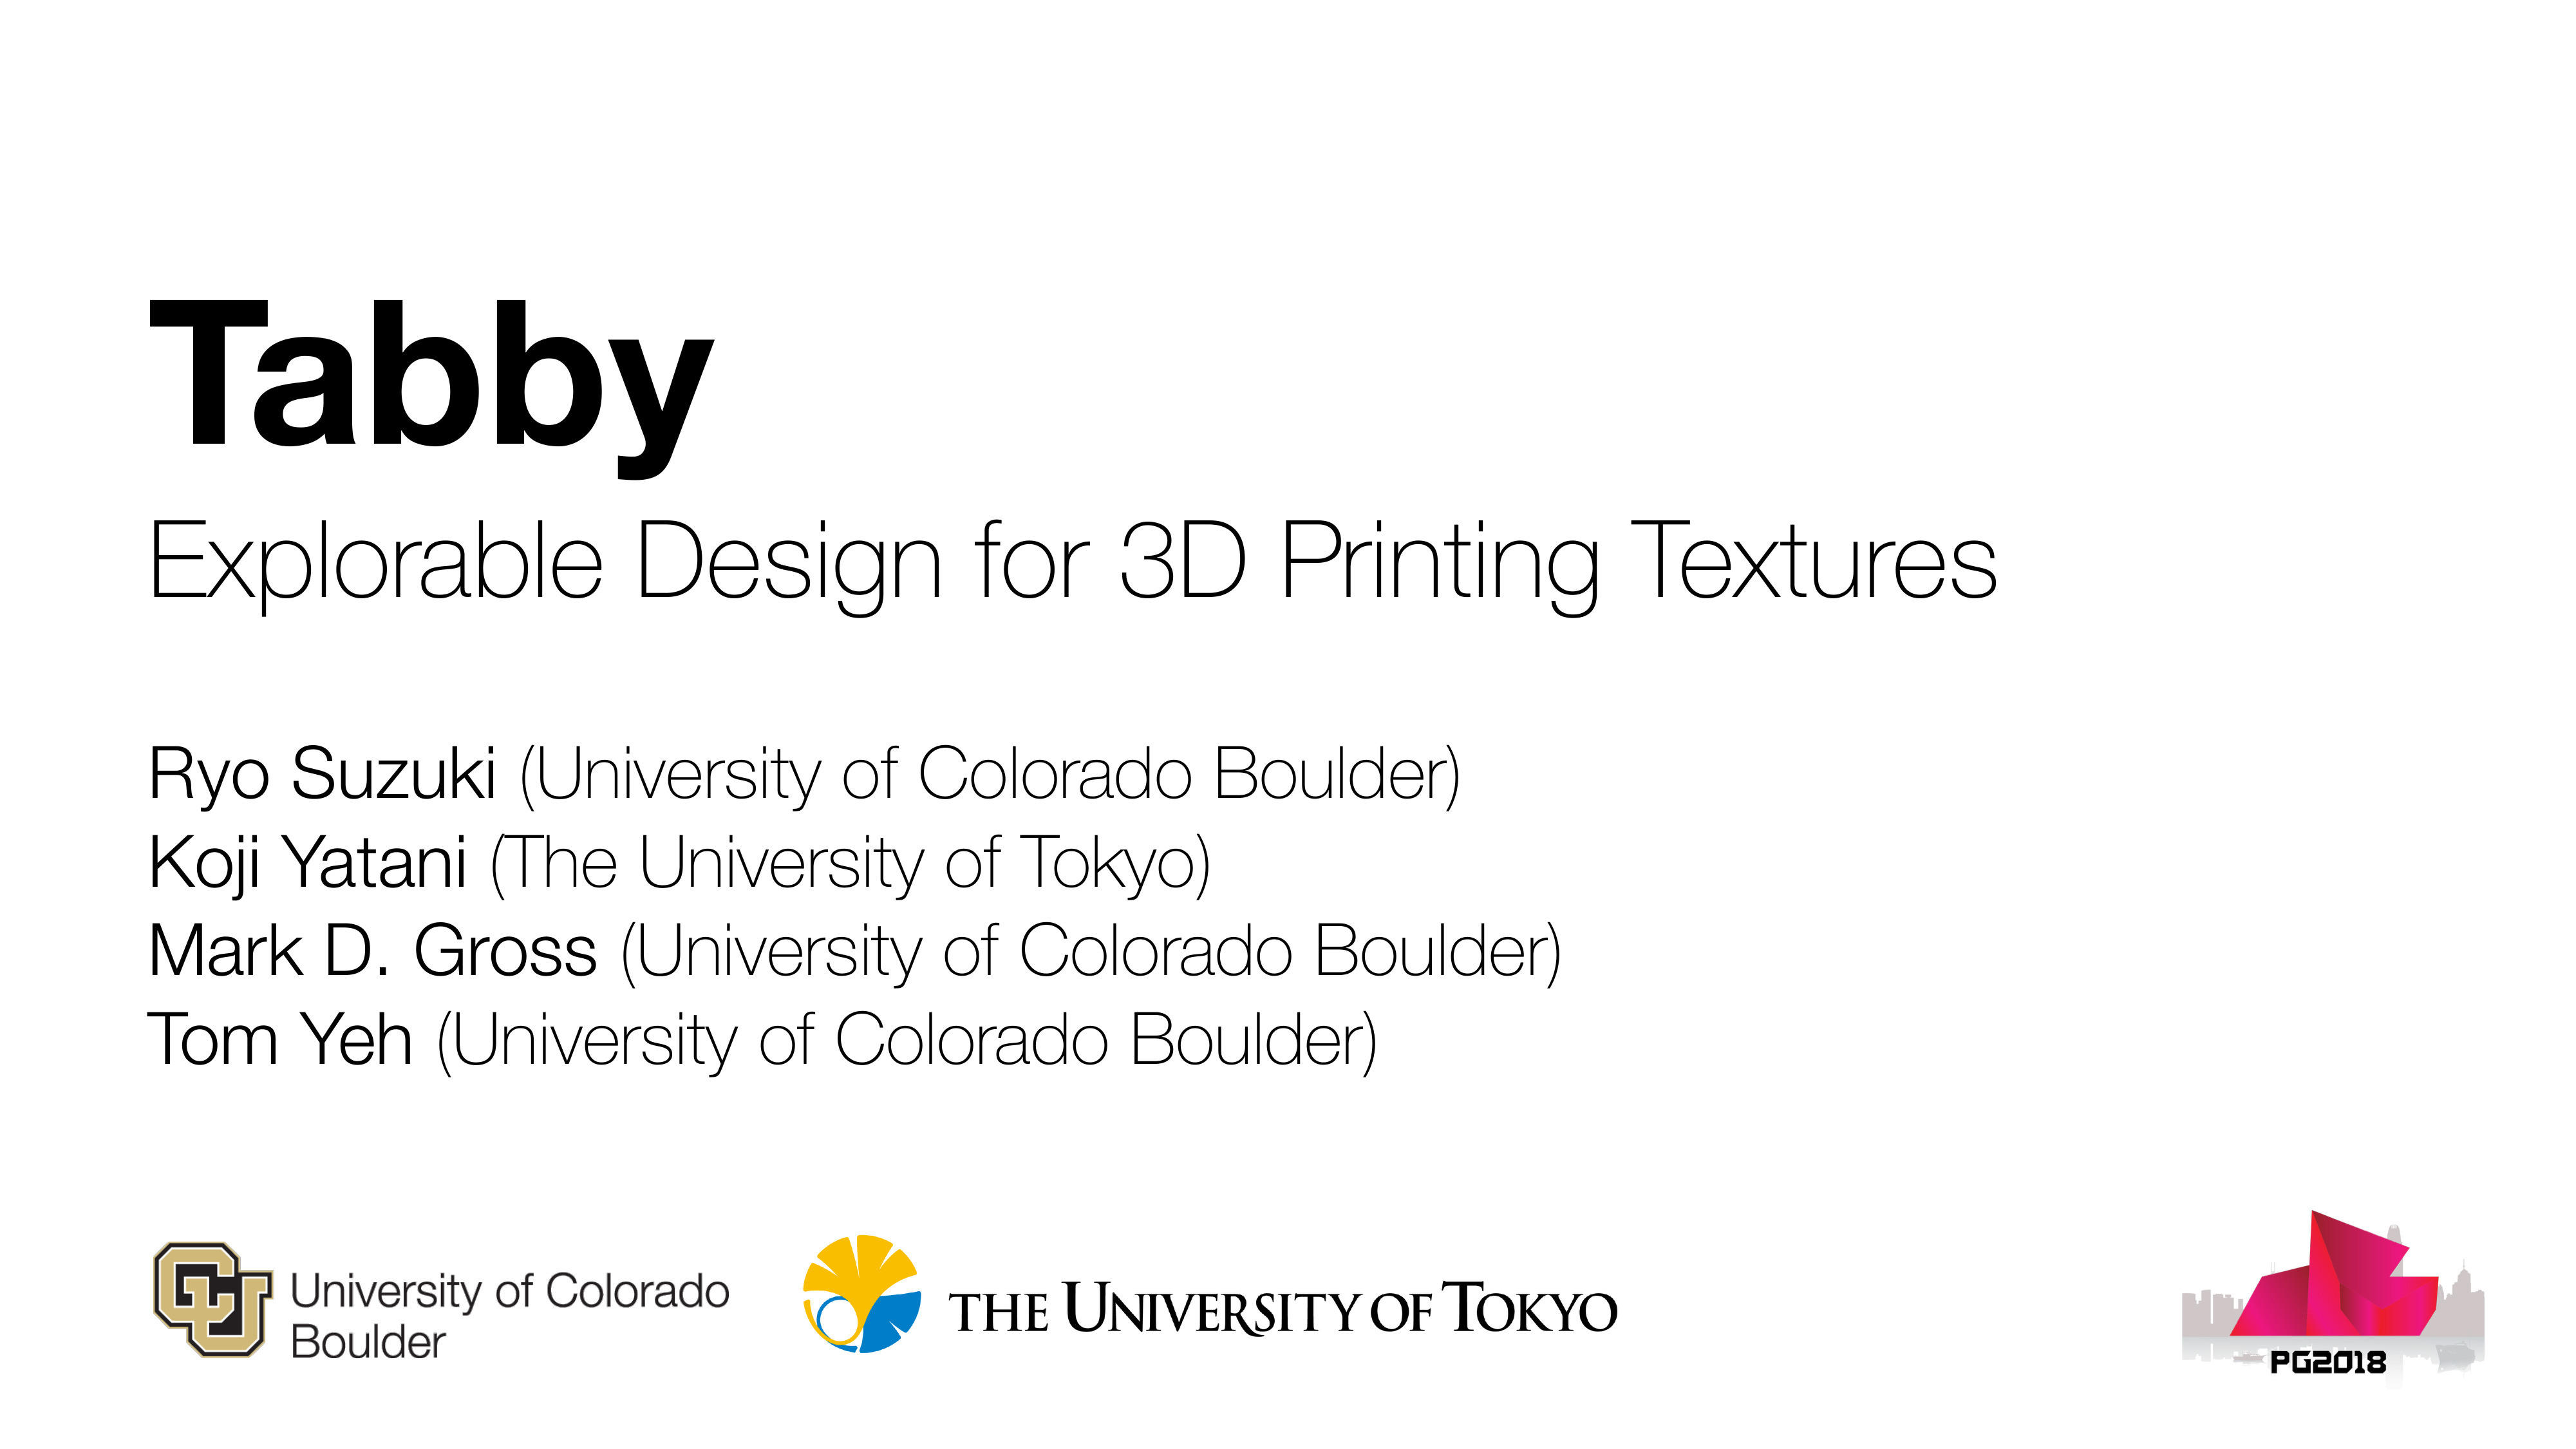 Tabby
Explorable Design for 3D Printing Textures
Ryo Suzuki (University of Colorado Boulder)
Koji Yatani (The University of Tokyo)
Mark D. Gross (University of Colorado Boulder)
Tom Yeh (University of Colorado Boulder)
CU
University of Colorado
Boulder
THE UNIVERSITY OF TOKYO
PG2018